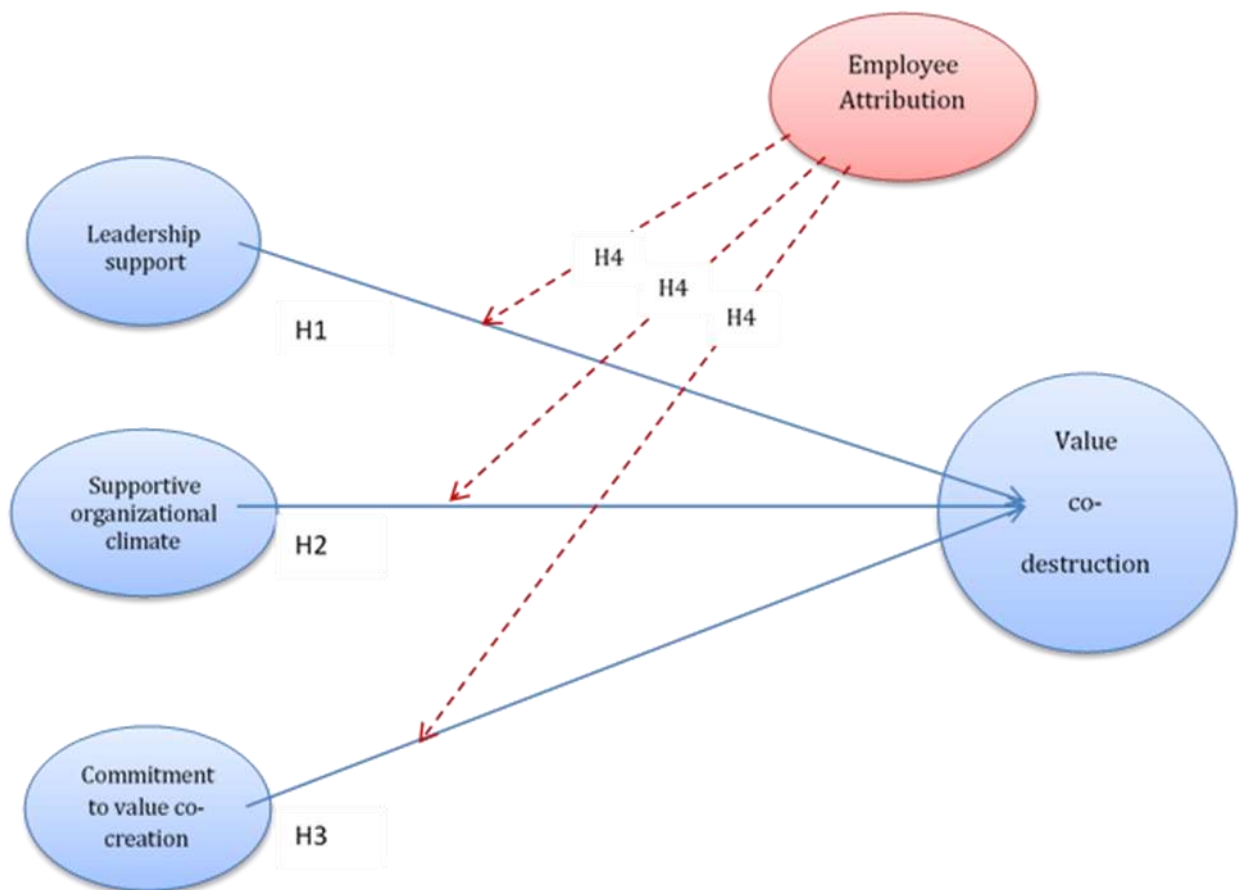 Employee
Attribution
Leadership
support
H4
H4
H4
H1
Value
co-
destruction
Supportive
organizational
climate
H2
Commitment
to value co-
creation
H3